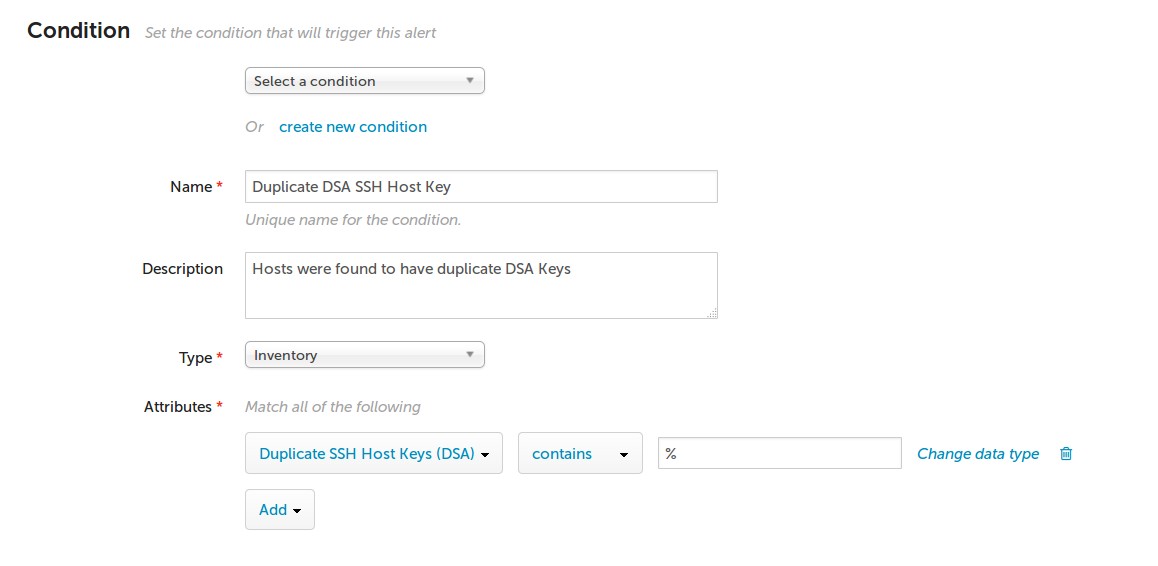 Condition Set the condition that will trigger this alert
Select a condition
Or create new condition
Name * Duplicate DSA SSH Host Key
Unique name for the condition.
Description Hosts were found to have duplicate DSA Keys
Type * Inventory
Attributes * Match all of the following
Duplicate SSH Host Keys (DSA) contains % Change data type
Add